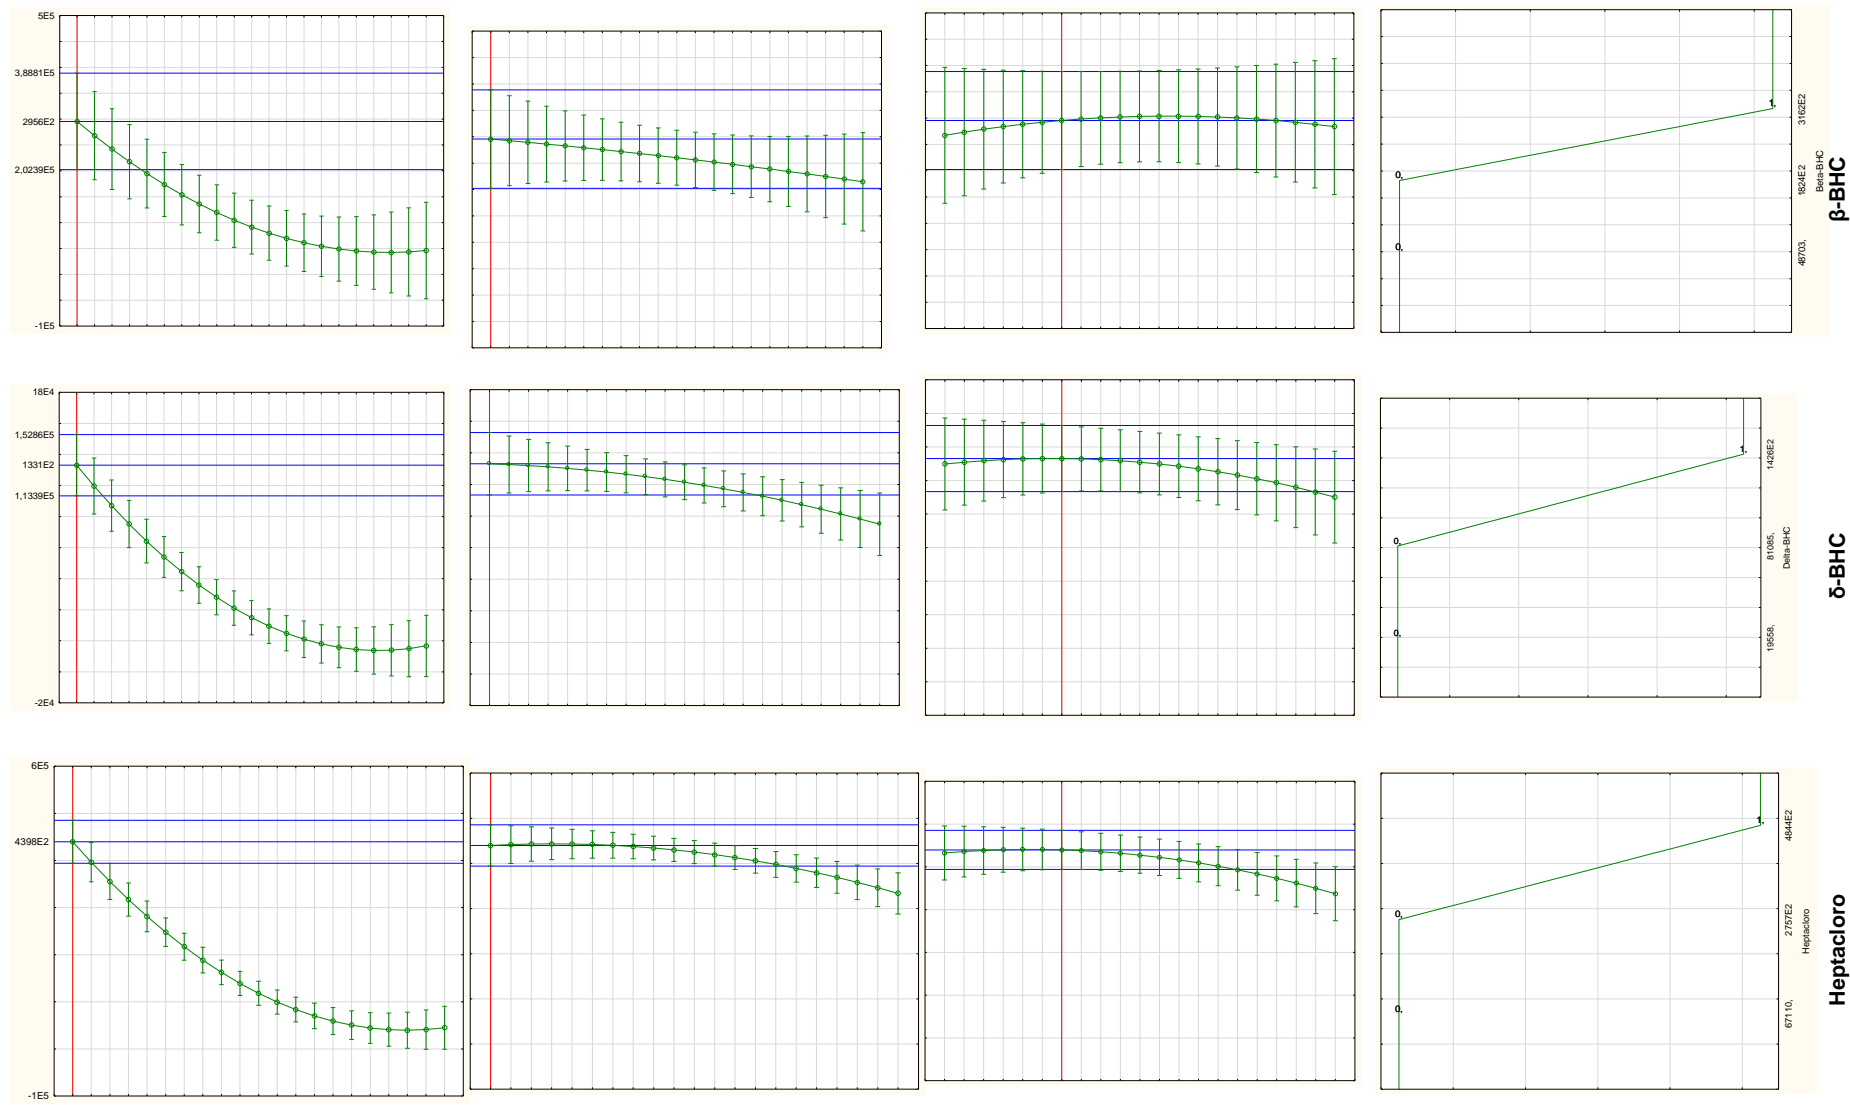 5E5
3,8881E5
2956E2
2,0239E5
-1E5
1,
0,
0,
3162E2
1824E2
48703,
Beta-BHC
β-BHC
18E4
1,5286E5
1331E2
1,1339E5
-2E4
1,
0,
0,
1426E2
81085,
19558,
Delta-BHC
δ-BHC
6E5
4398E2
-1E5
1,
0,
0,
4844E2
2757E2
67110,
Heptacloro
Heptacloro